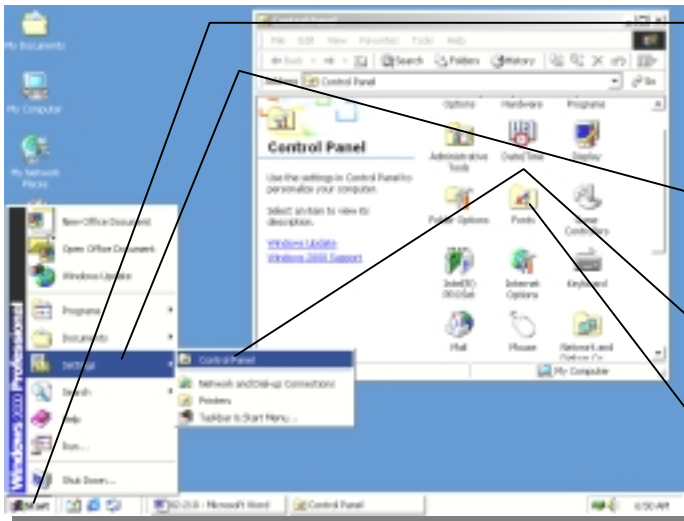 My Documents
My Computer
My Network
Places
Control Panel
File Edit View Favorites Tools Help
Back Search Folders History
Address Control Panel Go
Control Panel
Use the settings in Control Panel to
personalize your computer.
Select an item to view its
description.
Windows Update
Windows 2000 Support
Options Hardware Programs
Administrative
Tools
Date/Time
Display
Folder Options
Fonts
Game
Controllers
Intel(R)
PROSet
Internet
Options
Keyboard
Mail
Mouse
Network and
My Computer
Windows 2000 Professional
New Office Document
Open Office Document
Windows Update
Programs
Documents
Settings
Search
Help
Run...
Shut Down...
Control Panel
Network and Dial-up Connections
Printers
Taskbar & Start Menu...
Start
Microsoft Word
Control Panel
6:50 AM